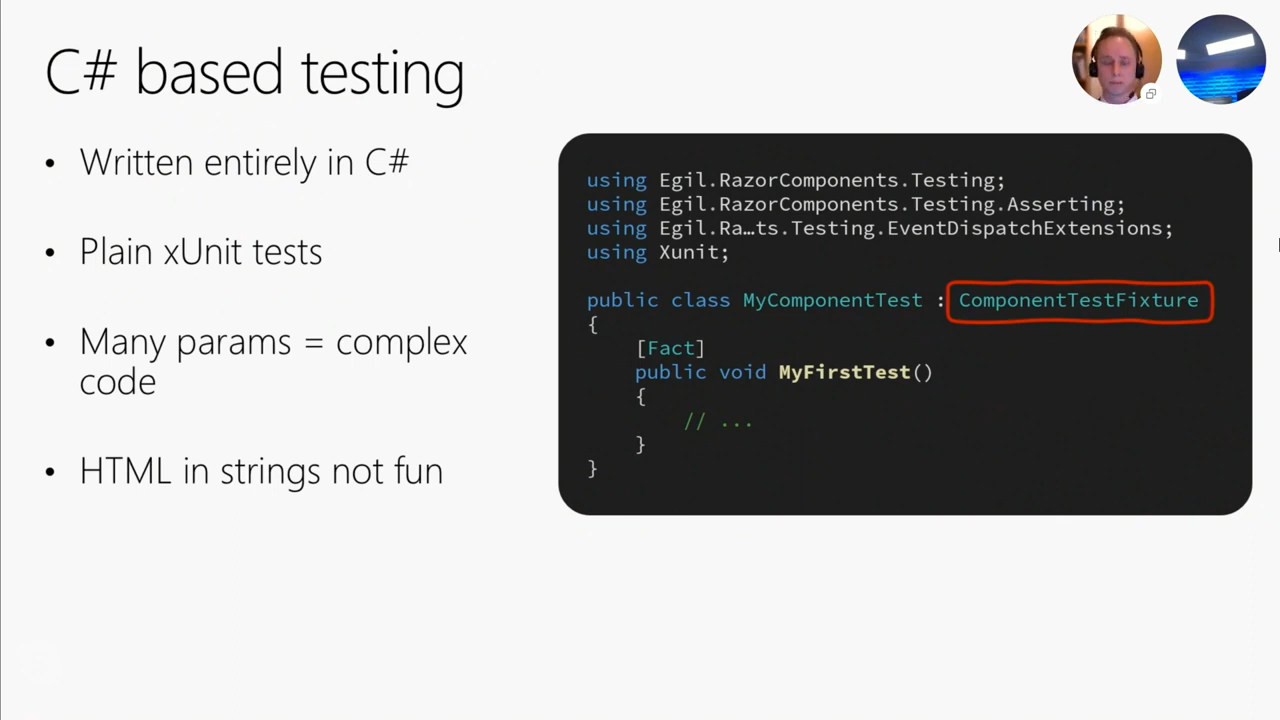 C# based testing
• Written entirely in C#
• Plain xUnit tests
• Many params = complex
code
• HTML in strings not fun
using Egil.RazorComponents.Testing;
using Egil.RazorComponents.Testing.Asserting;
using Egil.Ra…ts.Testing.EventDispatchExtensions;
using Xunit;
public class MyComponentTest : ComponentTestFixture
{
[Fact]
public void MyFirstTest()
{
// ...
}
}